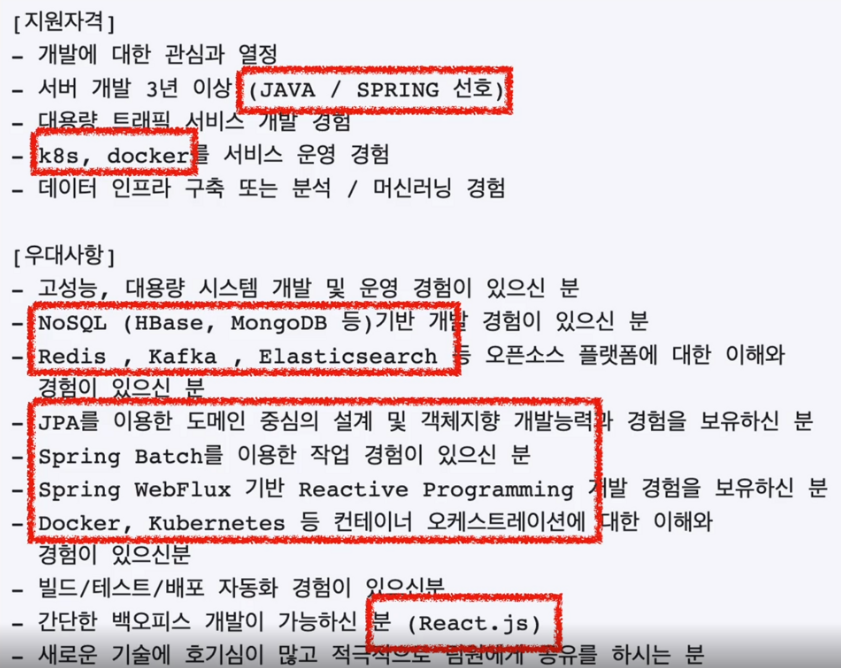 [지원자격]
- 개발에 대한 관심과 열정
- 서버 개발 3년 이상 (JAVA / SPRING 선호)
- 대용량 트래픽 서비스 개발 경험
- k8s, docker를 서비스 운영 경험
- 데이터 인프라 구축 또는 분석 / 머신러닝 경험
[우대사항]
- 고성능, 대용량 시스템 개발 및 운영 경험이 있으신 분
- NoSQL (HBase, MongoDB 등)기반 개발 경험이 있으신 분
- Redis , Kafka , Elasticsearch 등 오픈소스 플랫폼에 대한 이해와
경험이 있으신 분
- JPA를 이용한 도메인 중심의 설계 및 객체지향 개발능력과 경험을 보유하신 분
- Spring Batch를 이용한 작업 경험이 있으신 분
- Spring WebFlux 기반 Reactive Programming 개발 경험을 보유하신 분
- Docker, Kubernetes 등 컨테이너 오케스트레이션에 대한 이해와
경험이 있으신분
- 빌드/테스트/배포 자동화 경험이 있으신분
- 간단한 백오피스 개발이 가능하신 분 (React.js)
- 새로운 기술에 호기심이 많고 적극적으로 팀원에게 공유를 하시는 분